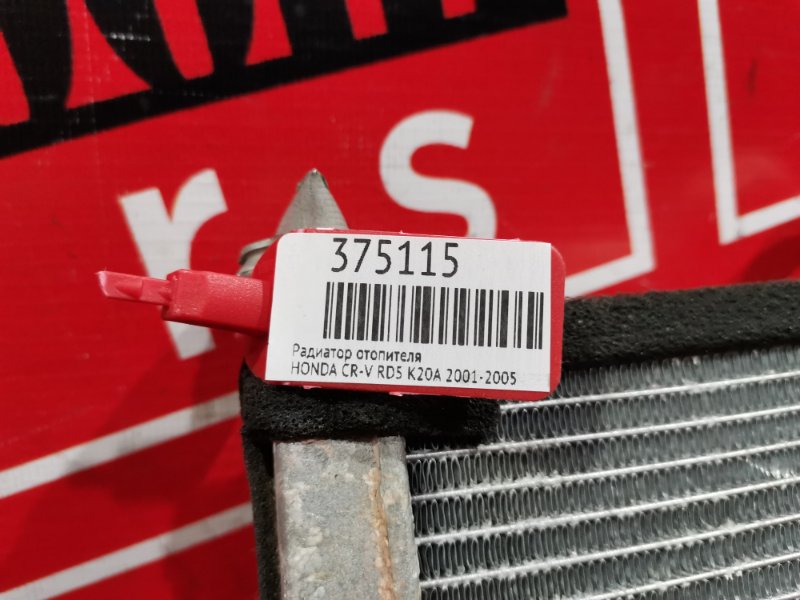 r s
375115
Радиатор отопителя
HONDA CR-V RD5 K20A 2001-2005